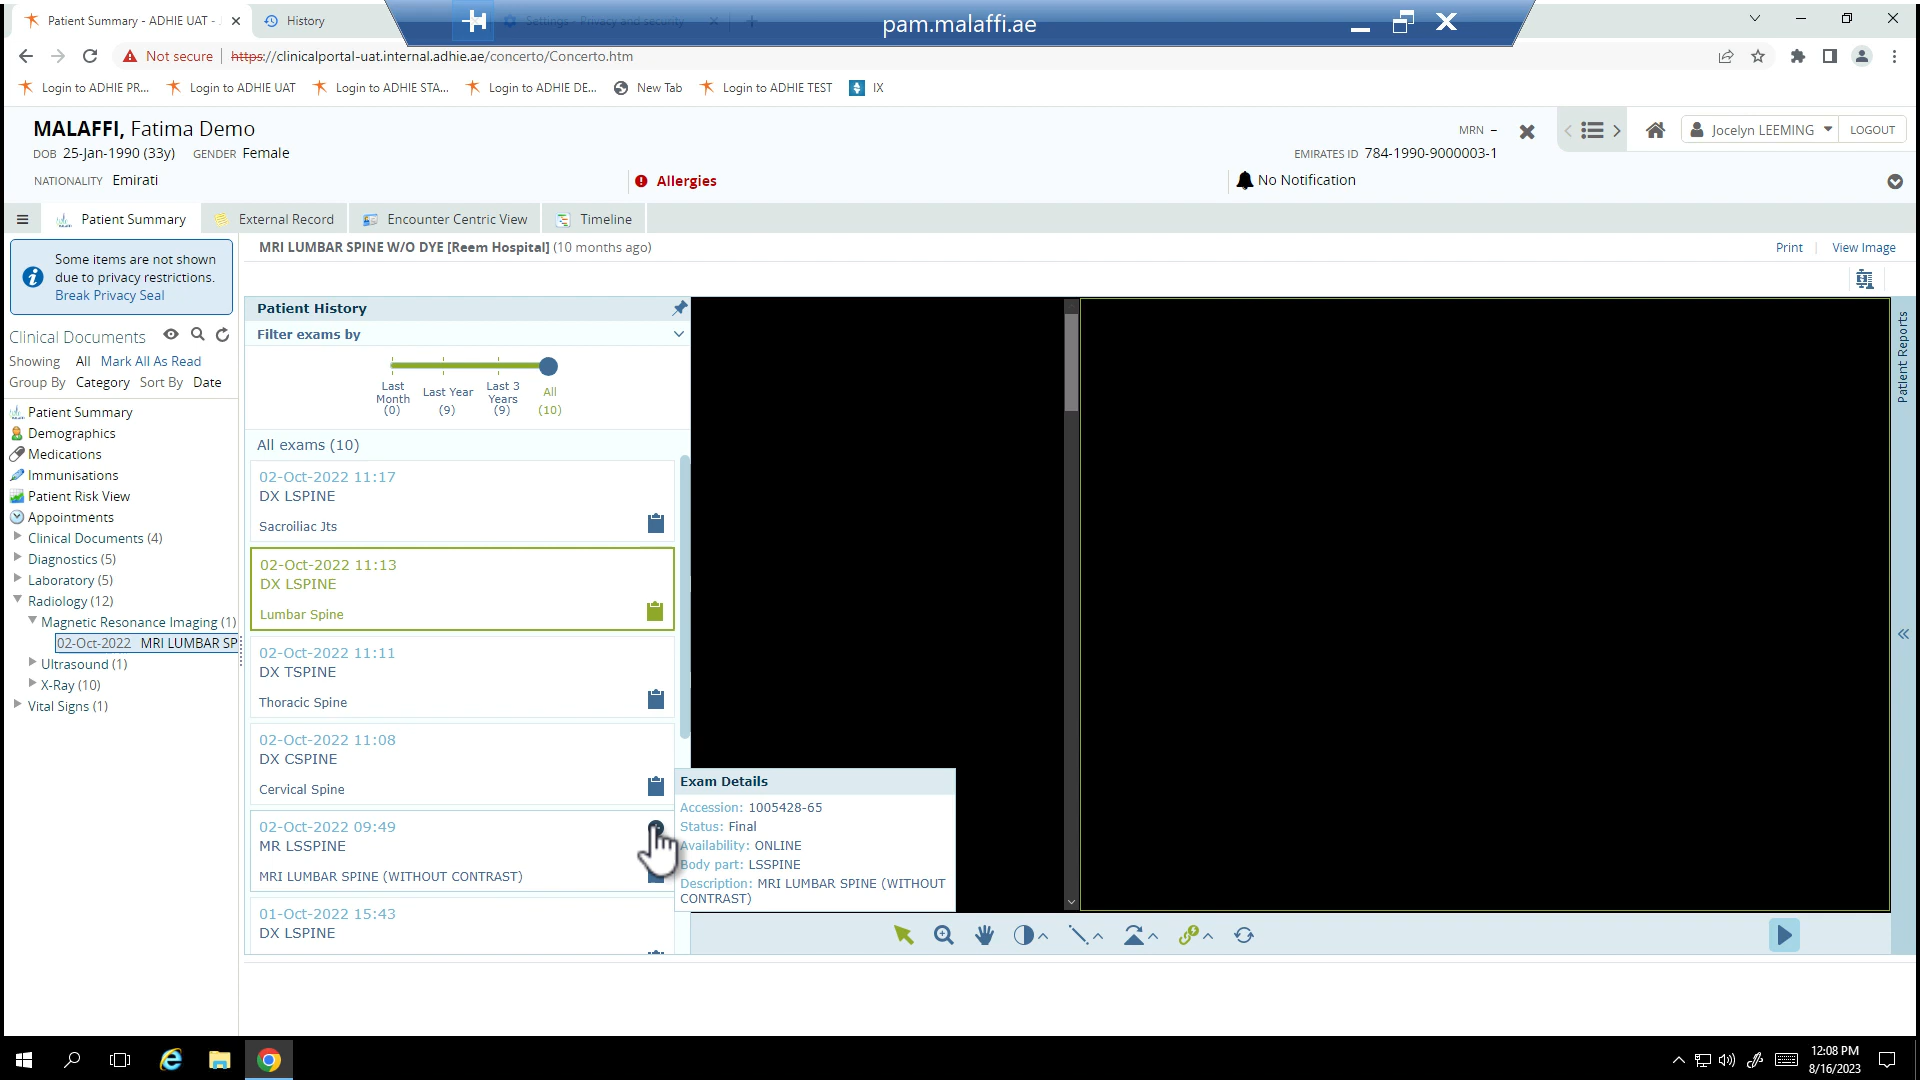 Patient Summary - ADHIE UAT -
History
Settings - Privacy and security
pam.malaffi.ae
Not secure
https://clinicalportal-uat.internal.adhie.ae/concerto/Concerto.htm
Login to ADHIE PR...
Login to ADHIE UAT
Login to ADHIE STA...
Login to ADHIE DE...
New Tab
Login to ADHIE TEST
IX
MALAFFI, Fatima Demo
DOB 25-Jan-1990 (33y) GENDER Female
MRN –
EMIRATES ID 784-1990-9000003-1
Jocelyn LEEMING
LOGOUT
NATIONALITY Emirati
Allergies
No Notification
Patient Summary
External Record
Encounter Centric View
Timeline
Some items are not shown
due to privacy restrictions.
Break Privacy Seal
Clinical Documents
Showing All Mark All As Read
Group By Category Sort By Date
Patient Summary
Demographics
Medications
Immunisations
Patient Risk View
Appointments
Clinical Documents (4)
Diagnostics (5)
Laboratory (5)
Radiology (12)
Magnetic Resonance Imaging (1)
02-Oct-2022 MRI LUMBAR SP
Ultrasound (1)
X-Ray (10)
Vital Signs (1)
MRI LUMBAR SPINE W/O DYE [Reem Hospital] (10 months ago)
Print
View Image
Patient History
Filter exams by
Last Month (0)
Last Year (9)
Last 3 Years (9)
All (10)
All exams (10)
02-Oct-2022 11:17
DX LSPINE
Sacroiliac Jts
02-Oct-2022 11:13
DX LSPINE
Lumbar Spine
02-Oct-2022 11:11
DX TSPINE
Thoracic Spine
02-Oct-2022 11:08
DX CSPINE
Cervical Spine
02-Oct-2022 09:49
MR LSSPINE
MRI LUMBAR SPINE (WITHOUT CONTRAST)
01-Oct-2022 15:43
DX LSPINE
Exam Details
Accession: 1005428-65
Status: Final
Availability: ONLINE
Body part: LSSPINE
Description: MRI LUMBAR SPINE (WITHOUT
CONTRAST)
Patient Reports
12:08 PM
8/16/2023